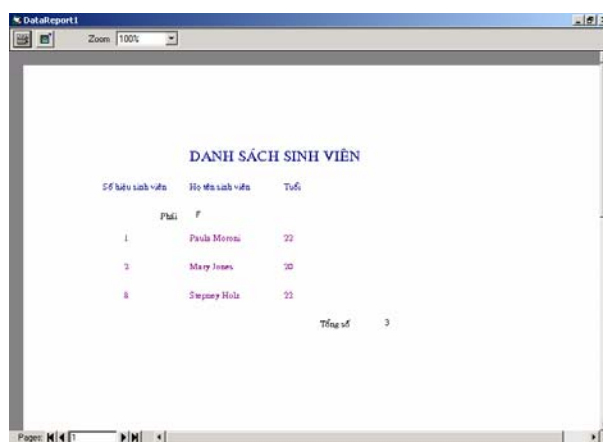 DataReport1
Zoom 100%
DANH SÁCH SINH VIÊN
Số hiệu sinh viên Họ tên sinh viên Tuổi
Phái F
1 Paula Moroni 22
Mary Jones 20
8 Stepney Holz 22
Tổng số 3
Pages: 1